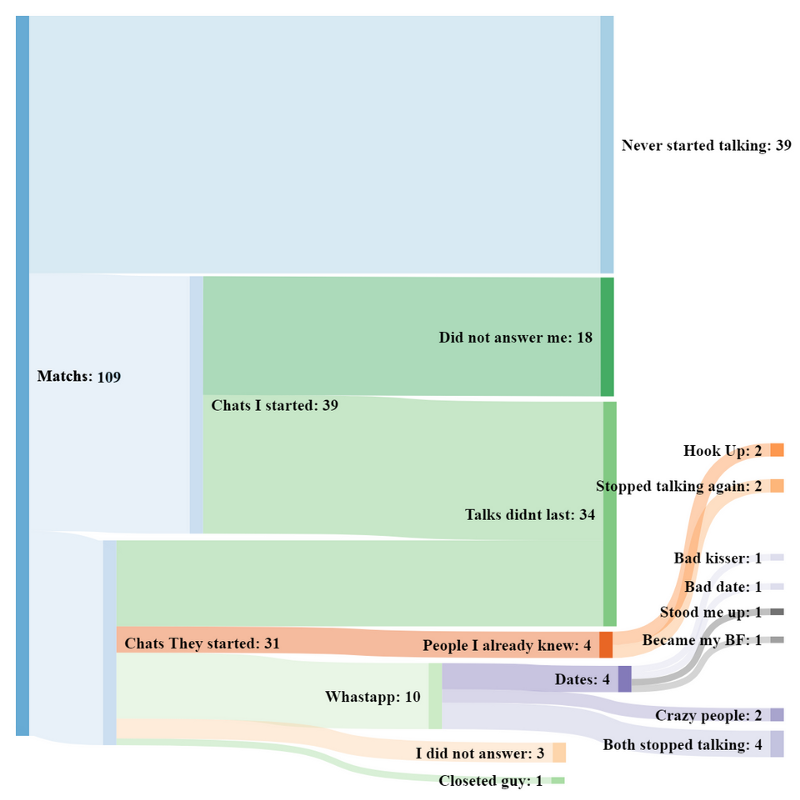 Never started talking: 39
Did not answer me: 18
Matchs: 109
Chats I started: 39
Hook Up: 2
Stopped talking again: 2
Talks didnt last: 34
Bad kisser: 1
Bad date: 1
Stood me up: 1
Became my BF: 1
Chats They started: 31
People I already knew: 4
Dates: 4
Whastapp: 10
Crazy people: 2
Both stopped talking: 4
I did not answer: 3
Closeted guy: 1